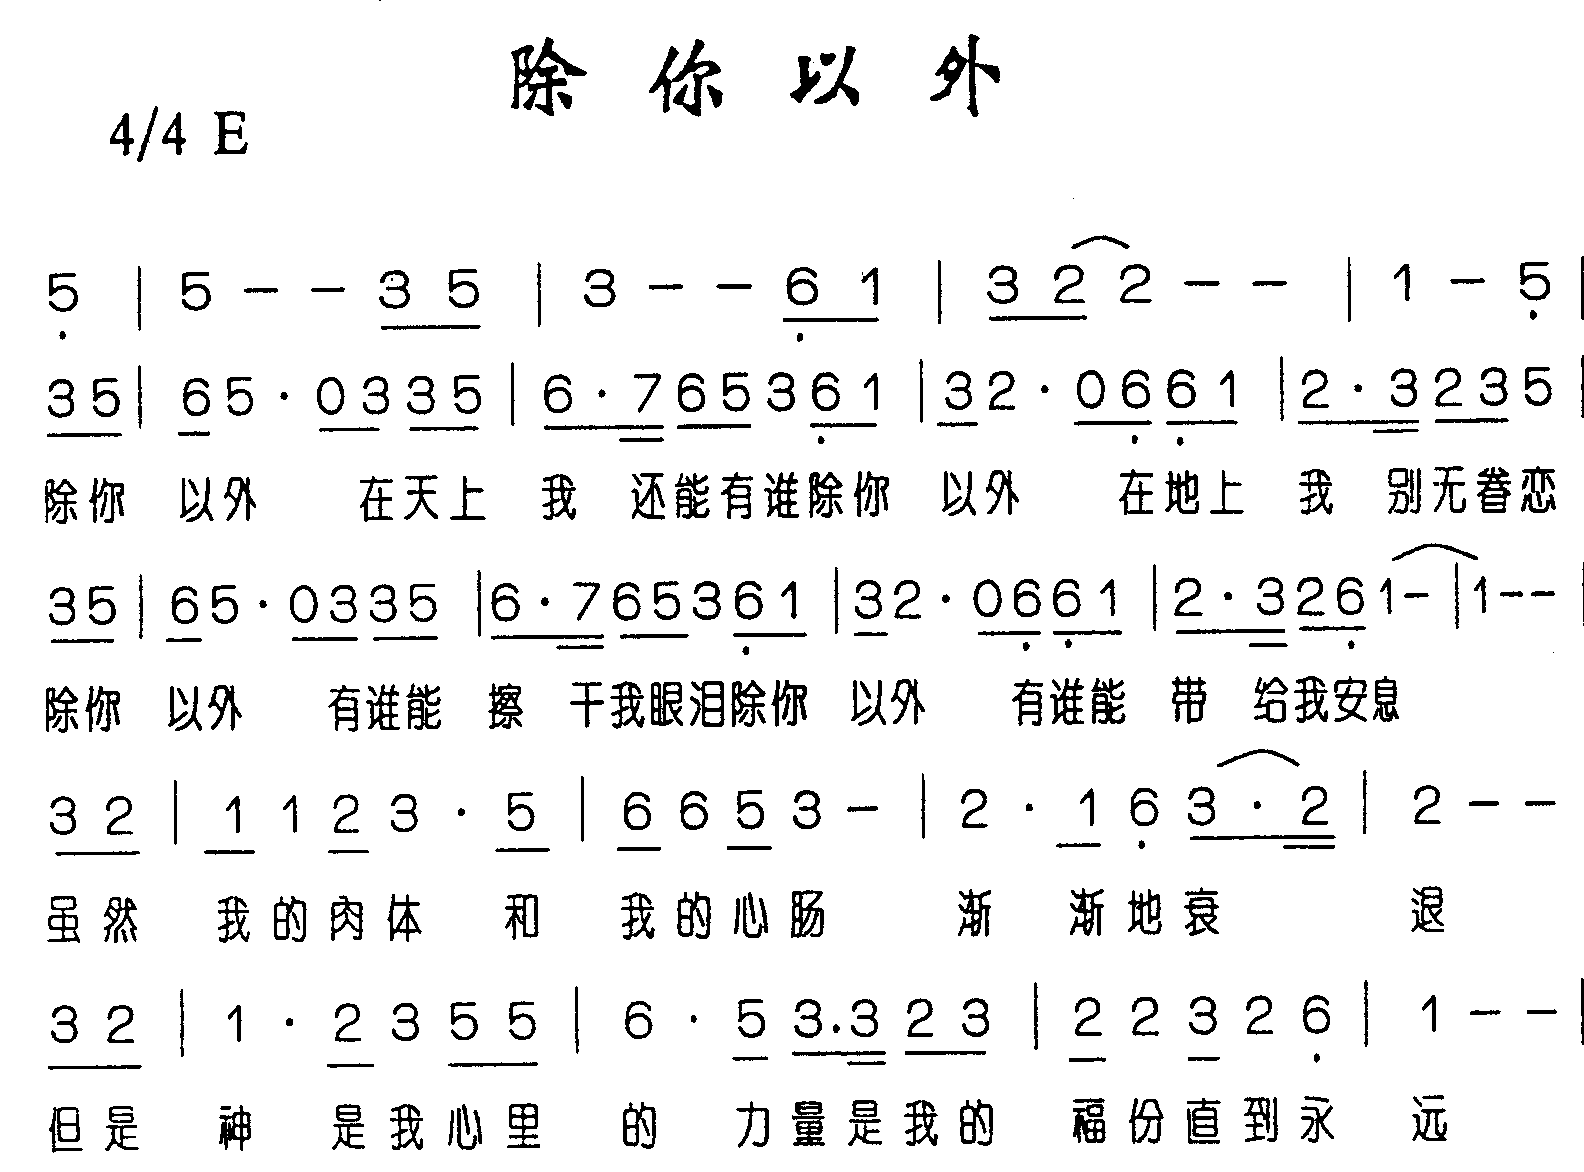 除你以外
4/4 E
5̣ | 5 - - 3 5 | 3 - - 6̣ 1 | 3 2 2 - - | 1 - 5̣ |
3 5 | 6 5 · 0 3 3 5 | 6 · 7 6 5 3 6̣ 1 | 3 2 · 0 6̣ 6̣ 1 | 2 · 3 2 3 5 |
除你 以外 在天上 我 还能有谁除你 以外 在地上 我 别无眷恋
3 5 | 6 5 · 0 3 3 5 | 6 · 7 6 5 3 6̣ 1 | 3 2 · 0 6̣ 6̣ 1 | 2 · 3 2 6̣ 1 - | 1 - - |
除你 以外 有谁能 擦 干我眼泪除你 以外 有谁能 带 给我安息
3 2 | 1 1 2 3 · 5 | 6 6 5 3 - | 2 · 1 6̣ 3 · 2 | 2 - -
虽然 我的肉体 和 我的心肠 渐 渐地衰 退
3 2 | 1 · 2 3 5 5 | 6 · 5 3 . 3 2 3 | 2 2 3 2 6̣ | 1 - - |
但是 神 是我心里 的 力量是我的 福份直到永 远